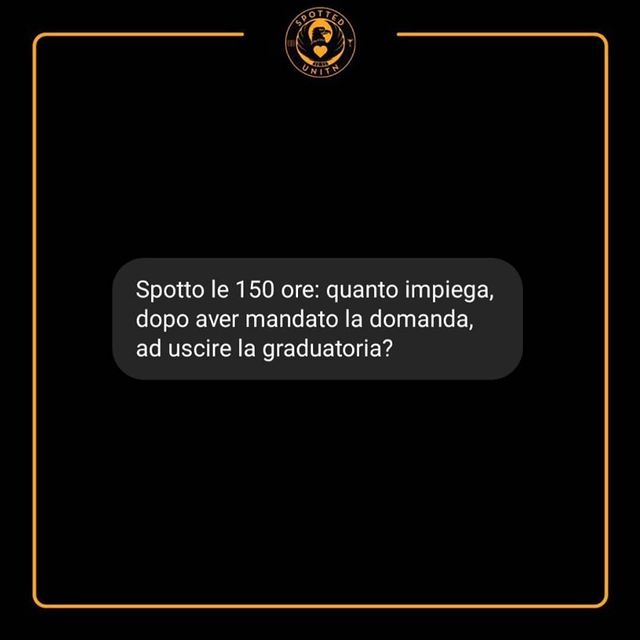 SPOTTED
UNITN
Spotto le 150 ore: quanto impiega,
dopo aver mandato la domanda,
ad uscire la graduatoria?